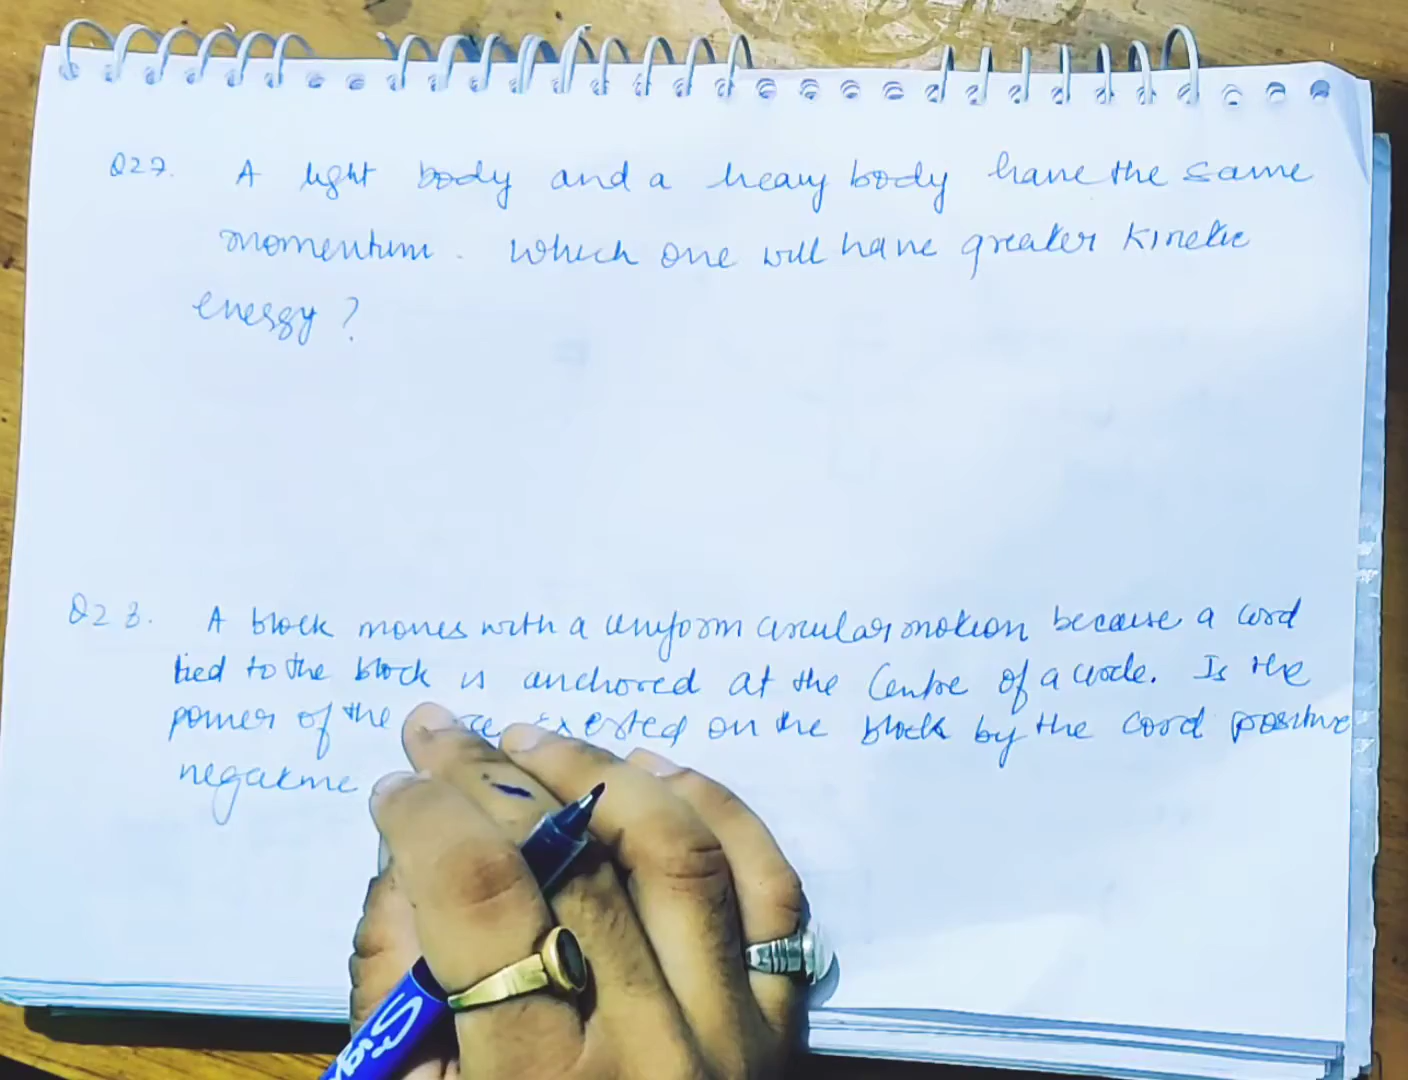 Q27. A light body and a heavy body have the same
momentum. Which one will have greater kinetic
energy?
Q28. A block moves with a uniform circular motion because a cord
tied to the block is anchored at the Centre of a circle. Is the
power of the exerted on the block by the cord positive
negative